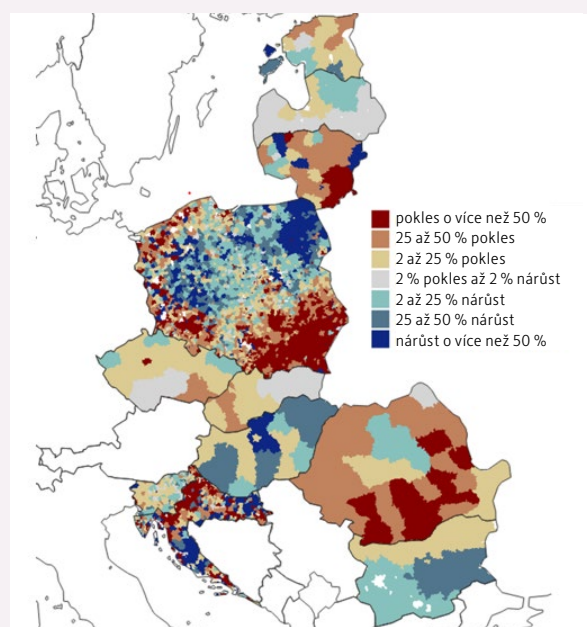 pokles o více než 50 %
25 až 50 % pokles
2 až 25 % pokles
2 % pokles až 2 % nárůst
2 až 25 % nárůst
25 až 50 % nárůst
nárůst o více než 50 %